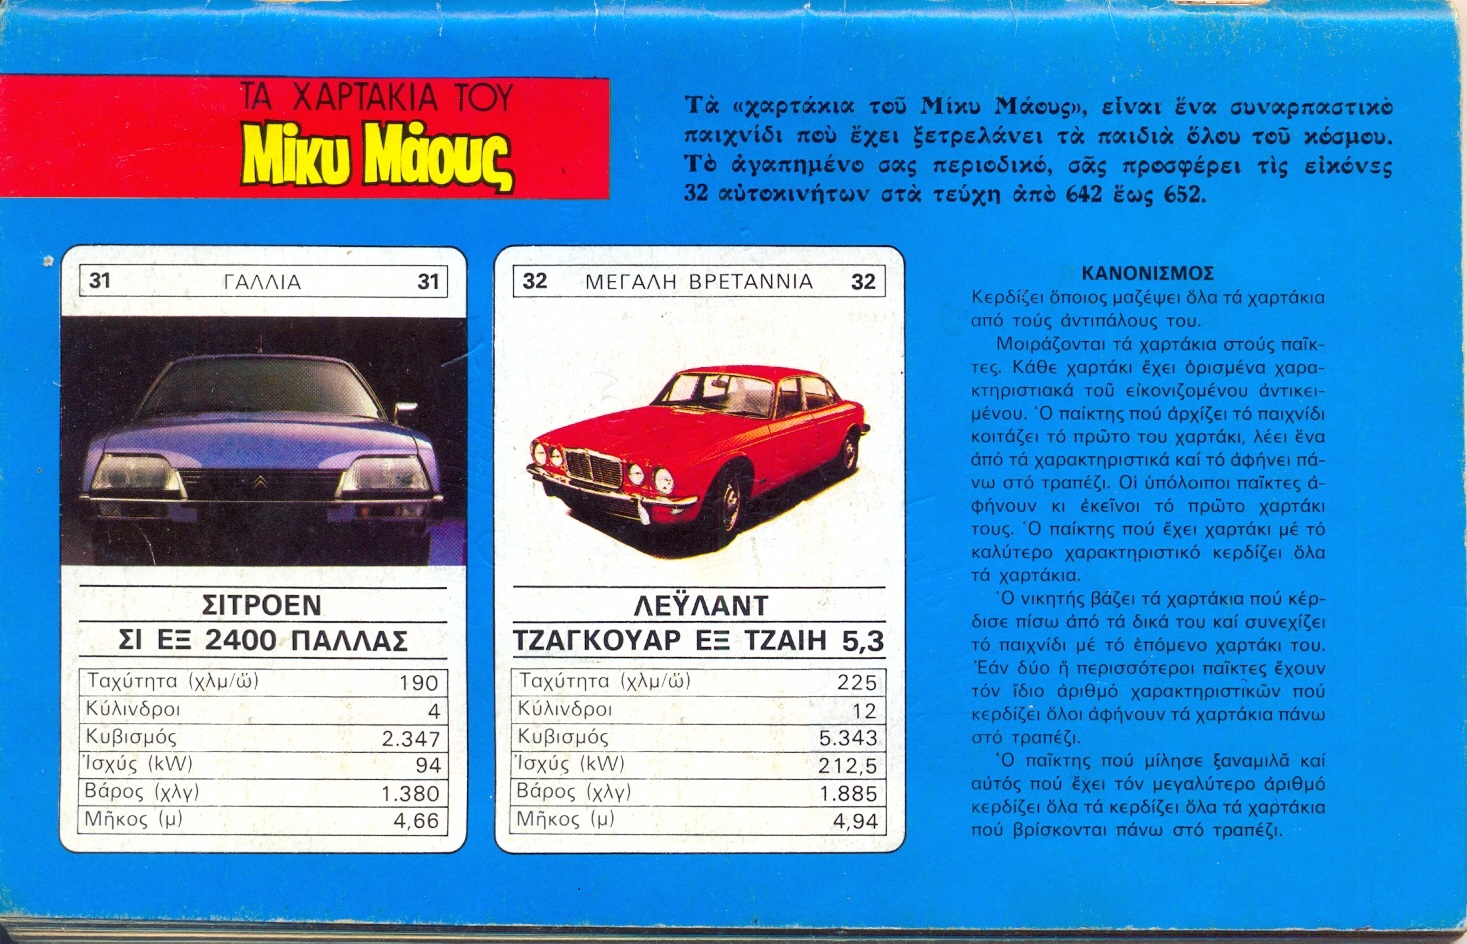 ΤΑ ΧΑΡΤΑΚΙΑ ΤΟΥ
Μίκυ Μάους
Τὰ «χαρτάκια τοῦ Μίκυ Μάους», εἶναι ἕνα συναρπαστικὸ
παιχνίδι ποὺ ἔχει ξετρελάνει τὰ παιδιὰ ὅλου τοῦ κόσμου.
Τὸ ἀγαπημένο σας περιοδικό, σᾶς προσφέρει τὶς εἰκόνες
32 αὐτοκινήτων στὰ τεύχη ἀπὸ 642 ἕως 652.
31 ΓΑΛΛΙΑ 31
ΣΙΤΡΟΕΝ
ΣΙ ΕΞ 2400 ΠΑΛΛΑΣ
Ταχύτητα (χλμ/ὥ) 190
Κύλινδροι 4
Κυβισμός 2.347
Ἰσχύς (kW) 94
Βάρος (χλγ) 1.380
Μῆκος (μ) 4,66
32 ΜΕΓΑΛΗ ΒΡΕΤΑΝΝΙΑ 32
ΛΕΫΛΑΝΤ
ΤΖΑΓΚΟΥΑΡ ΕΞ ΤΖΑΙΗ 5,3
Ταχύτητα (χλμ/ὥ) 225
Κύλινδροι 12
Κυβισμός 5.343
Ἰσχύς (kW) 212,5
Βάρος (χλγ) 1.885
Μῆκος (μ) 4,94
ΚΑΝΟΝΙΣΜΟΣ
Κερδίζει ὅποιος μαζέψει ὅλα τά χαρτάκια
ἀπό τούς ἀντιπάλους του.
Μοιράζονται τά χαρτάκια στούς παῖκ-
τες. Κάθε χαρτάκι ἔχει ὁρισμένα χαρα-
κτηριστιακά τοῦ εἰκονιζομένου ἀντικει-
μένου. Ὁ παίκτης πού ἀρχίζει τό παιχνίδι
κοιτάζει τό πρῶτο του χαρτάκι, λέει ἕνα
ἀπό τά χαρακτηριστικά καί τό ἀφήνει πά-
νω στό τραπέζι. Οἱ ὑπόλοιποι παῖκτες ἀ-
φήνουν κι ἐκεῖνοι τό πρῶτο χαρτάκι
τους. Ὁ παίκτης πού ἔχει χαρτάκι μέ τό
καλύτερο χαρακτηριστικό κερδίζει ὅλα
τά χαρτάκια.
Ὁ νικητής βάζει τά χαρτάκια πού κέρ-
δισε πίσω ἀπό τά δικά του καί συνεχίζει
τό παιχνίδι μέ τό ἑπόμενο χαρτάκι του.
Ἐάν δύο ἤ περισσότεροι παῖκτες ἔχουν
τόν ἴδιο ἀριθμό χαρακτηριστικῶν πού
κερδίζει ὅλοι ἀφήνουν τά χαρτάκια πάνω
στό τραπέζι.
Ὁ παῖκτης πού μίλησε ξαναμιλᾶ καί
αὐτός πού ἔχει τόν μεγαλύτερο ἀριθμό
κερδίζει ὅλα τά κερδίζει ὅλα τά χαρτάκια
πού βρίσκονται πάνω στό τραπέζι.